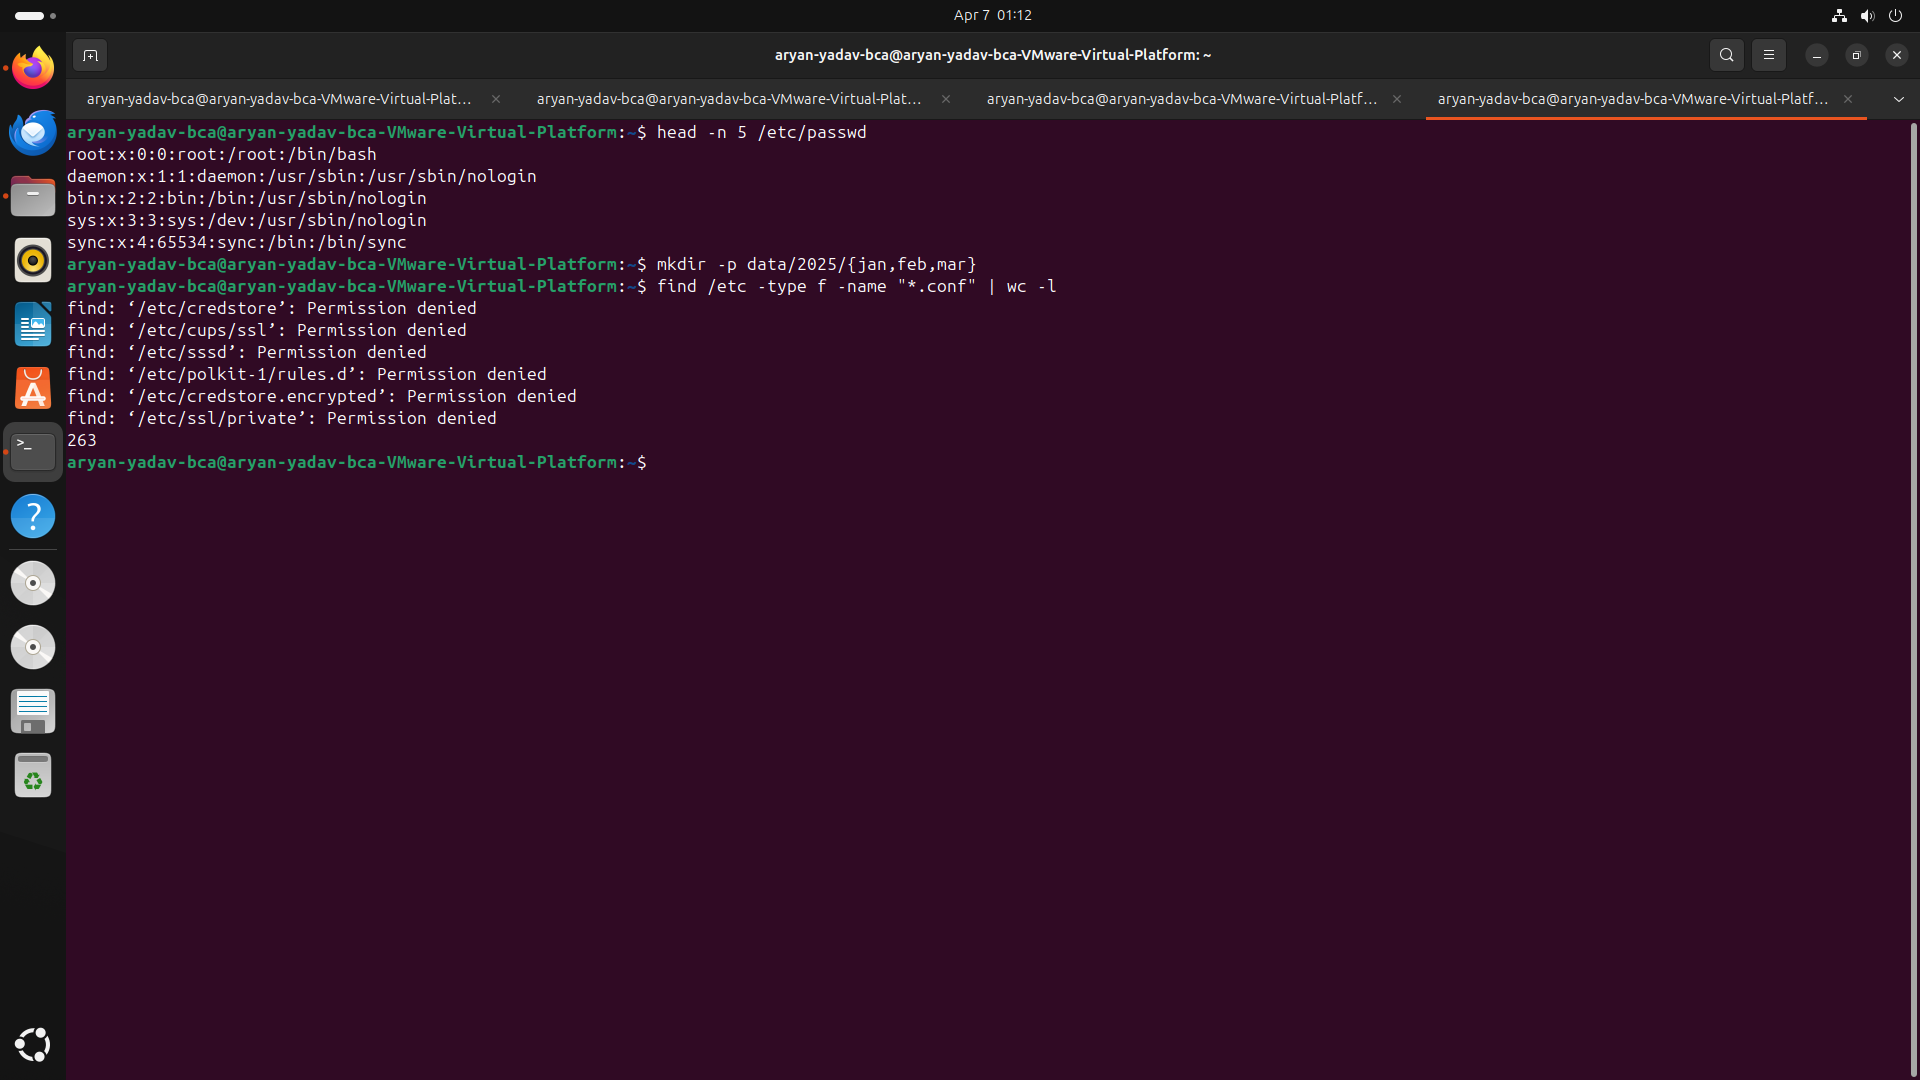 Apr 7 01:12
aryan-yadav-bca@aryan-yadav-bca-VMware-Virtual-Platform: ~
aryan-yadav-bca@aryan-yadav-bca-VMware-Virtual-Plat...
aryan-yadav-bca@aryan-yadav-bca-VMware-Virtual-Plat...
aryan-yadav-bca@aryan-yadav-bca-VMware-Virtual-Platf...
aryan-yadav-bca@aryan-yadav-bca-VMware-Virtual-Platf...
aryan-yadav-bca@aryan-yadav-bca-VMware-Virtual-Platform:~$ head -n 5 /etc/passwd
root:x:0:0:root:/root:/bin/bash
daemon:x:1:1:daemon:/usr/sbin:/usr/sbin/nologin
bin:x:2:2:bin:/bin:/usr/sbin/nologin
sys:x:3:3:sys:/dev:/usr/sbin/nologin
sync:x:4:65534:sync:/bin:/bin/sync
aryan-yadav-bca@aryan-yadav-bca-VMware-Virtual-Platform:~$ mkdir -p data/2025/{jan,feb,mar}
aryan-yadav-bca@aryan-yadav-bca-VMware-Virtual-Platform:~$ find /etc -type f -name "*.conf" | wc -l
find: ‘/etc/credstore’: Permission denied
find: ‘/etc/cups/ssl’: Permission denied
find: ‘/etc/sssd’: Permission denied
find: ‘/etc/polkit-1/rules.d’: Permission denied
find: ‘/etc/credstore.encrypted’: Permission denied
find: ‘/etc/ssl/private’: Permission denied
263
aryan-yadav-bca@aryan-yadav-bca-VMware-Virtual-Platform:~$